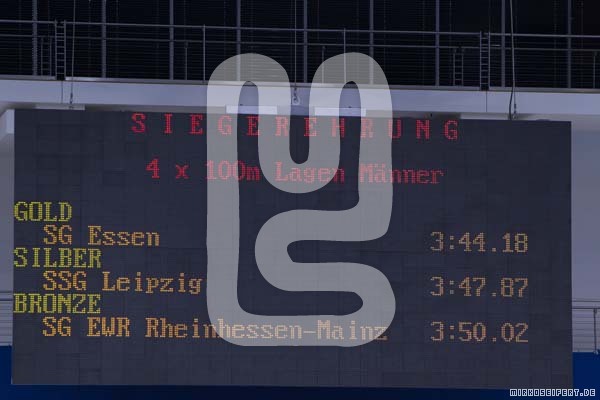 SIEGEREHRUNG
4 x 100m Lagen Männer
GOLD
SG Essen 3:44.18
SILBER
SSG Leipzig 3:47.87
BRONZE
SG EWR Rheinhessen-Mainz 3:50.02
MIRKOSEIFERT.DE